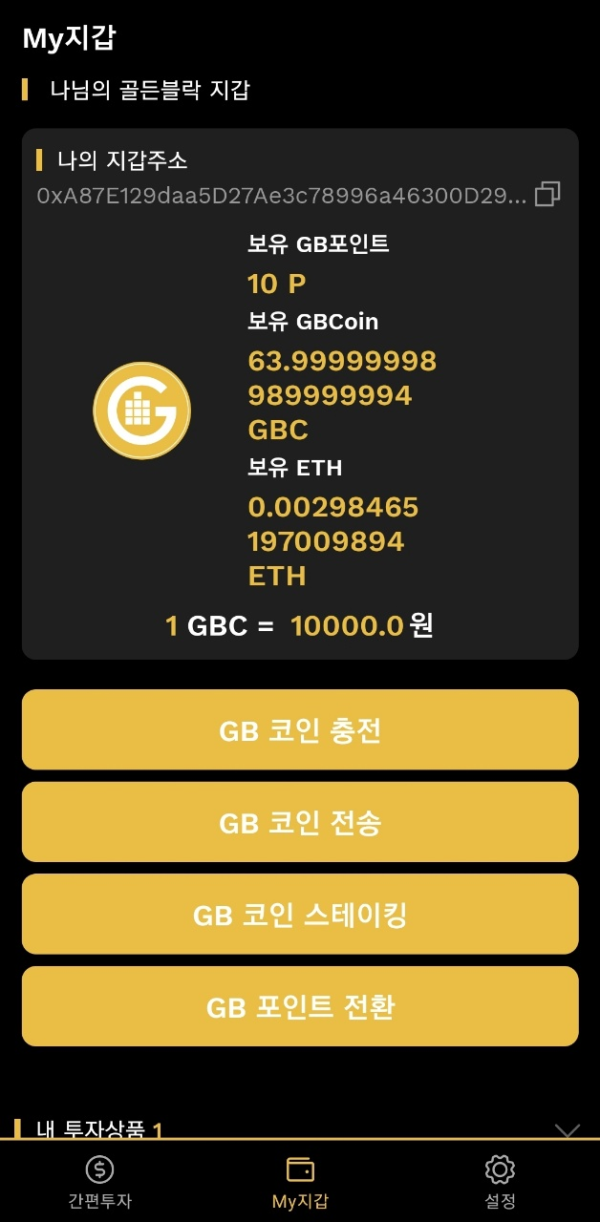 My지갑
나님의 골든블락 지갑
나의 지갑주소
0xA87E129daa5D27Ae3c78996a46300D29...
보유 GB포인트
10 P
보유 GBCoin
63.99999998
989999994
GBC
보유 ETH
0.00298465
197009894
ETH
1 GBC = 10000.0 원
GB 코인 충전
GB 코인 전송
GB 코인 스테이킹
GB 포인트 전환
내 투자상품 1
간편투자
My지갑
설정